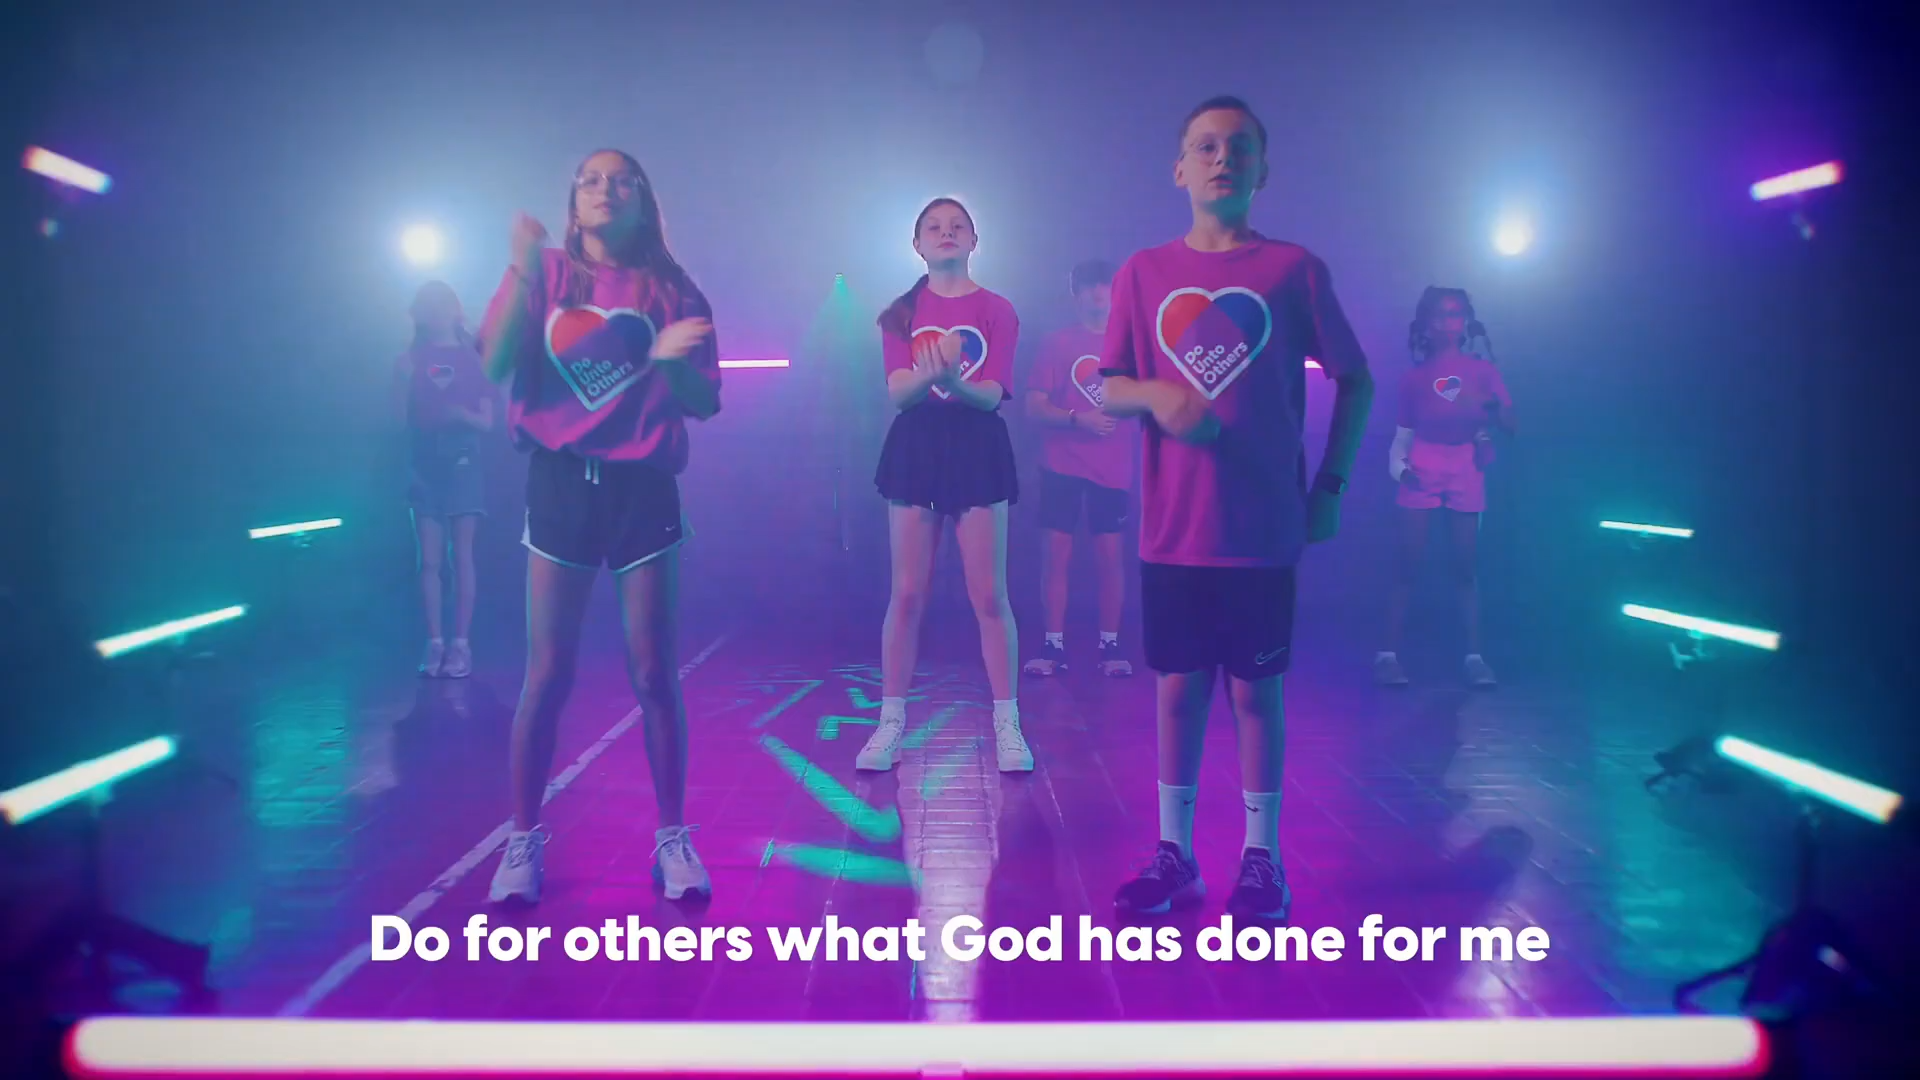 Do
Unto
Others
Do
Unto
Others
Do for others what God has done for me